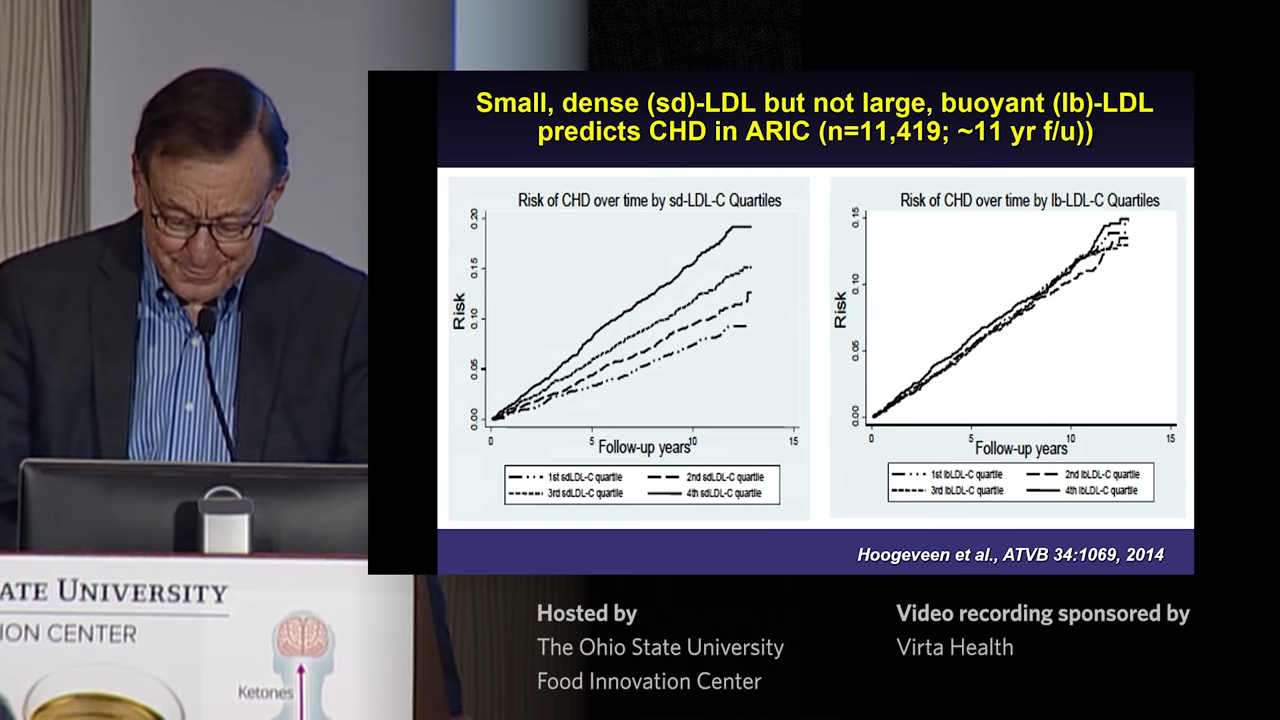 Small, dense (sd)-LDL but not large, buoyant (lb)-LDL
predicts CHD in ARIC (n=11,419; ~11 yr f/u))
Risk of CHD over time by sd-LDL-C Quartiles
Risk
0.20
0.15
0.10
0.05
0.00
0 5 10 15
Follow-up years
1st sdLDL-C quartile 2nd sdLDL-C quartile
3rd sdLDL-C quartile 4th sdLDL-C quartile
Risk of CHD over time by lb-LDL-C Quartiles
Risk
0.15
0.10
0.05
0.00
0 5 10 15
Follow-up years
1st lbLDL-C quartile 2nd lbLDL-C quartile
3rd lbLDL-C quartile 4th lbLDL-C quartile
Hoogeveen et al., ATVB 34:1069, 2014
ATE UNIVERSITY
ION CENTER
Ketones
Hosted by
The Ohio State University
Food Innovation Center
Video recording sponsored by
Virta Health